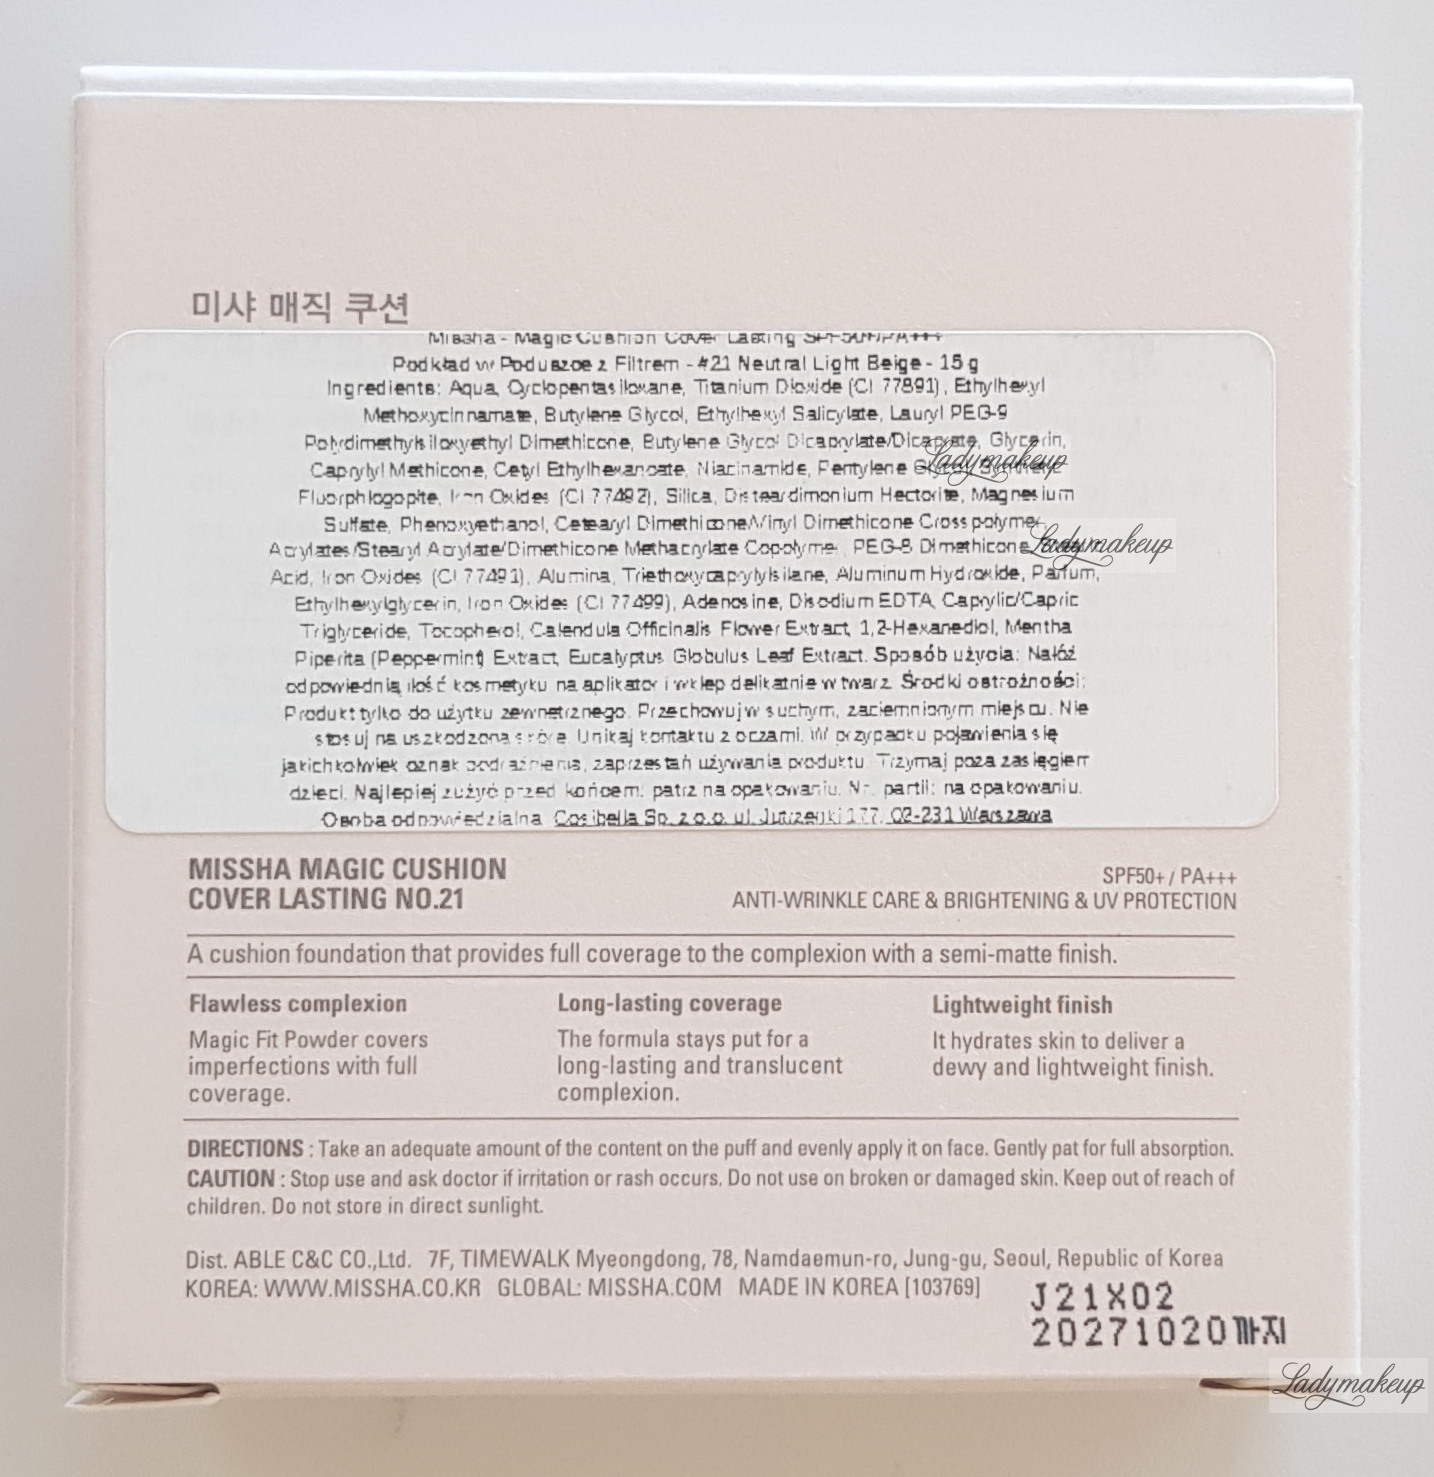 미샤 매직 쿠션
Missha - Magic Cushion Cover Lasting SPF50+/PA+++
Podkład w Poduszce z Filtrem - #21 Neutral Light Beige - 15 g
Ingredients: Aqua, Cyclopentasiloxane, Titanium Dioxide (CI 77891), Ethylhexyl
Methoxycinnamate, Butylene Glycol, Ethylhexyl Salicylate, Lauryl PEG-9
Polydimethylsiloxyethyl Dimethicone, Butylene Glycol Dicaprylate/Dicaprate, Glycerin,
Caprylyl Methicone, Cetyl Ethylhexanoate, Niacinamide, Pentylene Glycol, Synthetic
Fluorphlogopite, Iron Oxides (CI 77492), Silica, Disteardimonium Hectorite, Magnesium
Sulfate, Phenoxyethanol, Cetearyl Dimethicone/Vinyl Dimethicone Crosspolymer,
Acrylates/Stearyl Acrylate/Dimethicone Methacrylate Copolymer, PEG-8 Dimethicone,
Acid, Iron Oxides (CI 77491), Alumina, Triethoxycaprylylsilane, Aluminum Hydroxide, Parfum,
Ethylhexylglycerin, Iron Oxides (CI 77499), Adenosine, Disodium EDTA, Caprylic/Capric
Triglyceride, Tocopherol, Calendula Officinalis Flower Extract, 1,2-Hexanediol, Mentha
Piperita (Peppermint) Extract, Eucalyptus Globulus Leaf Extract. Sposób użycia: Nałóż
odpowiednią ilość kosmetyku na aplikator i wklep delikatnie w twarz. Środki ostrożności:
Produkt tylko do użytku zewnętrznego. Przechowuj w suchym, zaciemnionym miejscu. Nie
stosuj na uszkodzoną skórę. Unikaj kontaktu z oczami. W przypadku pojawienia się
jakichkolwiek oznak podrażnienia, zaprzestań używania produktu. Trzymaj poza zasięgiem
dzieci. Najlepiej zużyć przed końcem: patrz na opakowaniu. Nr. partii: na opakowaniu.
Osoba odpowiedzialna: Cosibella Sp. z o.o. ul. Jutrzenki 177, 02-231 Warszawa
Ladymakeup
Ladymakeup
MISSHA MAGIC CUSHION
COVER LASTING NO.21
SPF50+ / PA+++
ANTI-WRINKLE CARE & BRIGHTENING & UV PROTECTION
A cushion foundation that provides full coverage to the complexion with a semi-matte finish.
Flawless complexion
Magic Fit Powder covers
imperfections with full
coverage.
Long-lasting coverage
The formula stays put for a
long-lasting and translucent
complexion.
Lightweight finish
It hydrates skin to deliver a
dewy and lightweight finish.
DIRECTIONS : Take an adequate amount of the content on the puff and evenly apply it on face. Gently pat for full absorption.
CAUTION : Stop use and ask doctor if irritation or rash occurs. Do not use on broken or damaged skin. Keep out of reach of
children. Do not store in direct sunlight.
Dist. ABLE C&C CO.,Ltd. 7F, TIMEWALK Myeongdong, 78, Namdaemun-ro, Jung-gu, Seoul, Republic of Korea
KOREA: WWW.MISSHA.CO.KR GLOBAL: MISSHA.COM MADE IN KOREA [103769]
J21X02
20271020까지
Ladymakeup